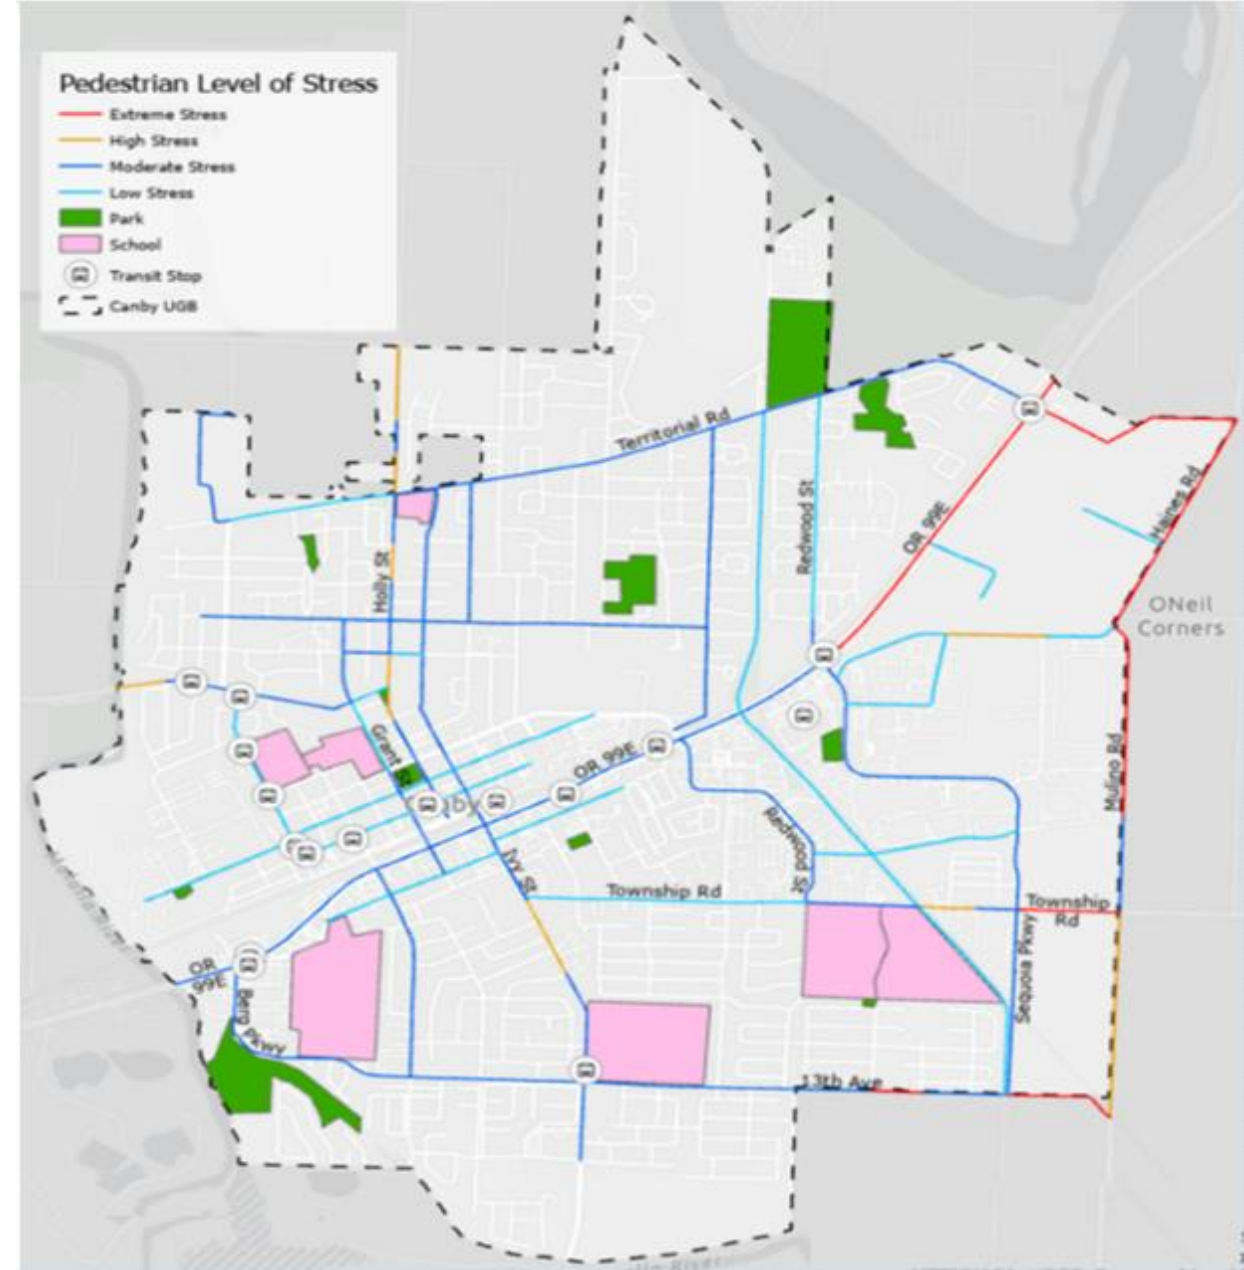 Pedestrian Level of Stress
Extreme Stress
High Stress
Moderate Stress
Low Stress
Park
School
Transit Stop
Canby UGB
Territorial Rd
Redwood St
OR 99E
Haines Rd
Holly St
ONeil
Corners
Grant St
OR 99E
Mulino Rd
Redwood St
Ivy St
Township Rd
Township
Rd
OR
99E
Berg Pkwy
Sequoia Pkwy
13th Ave